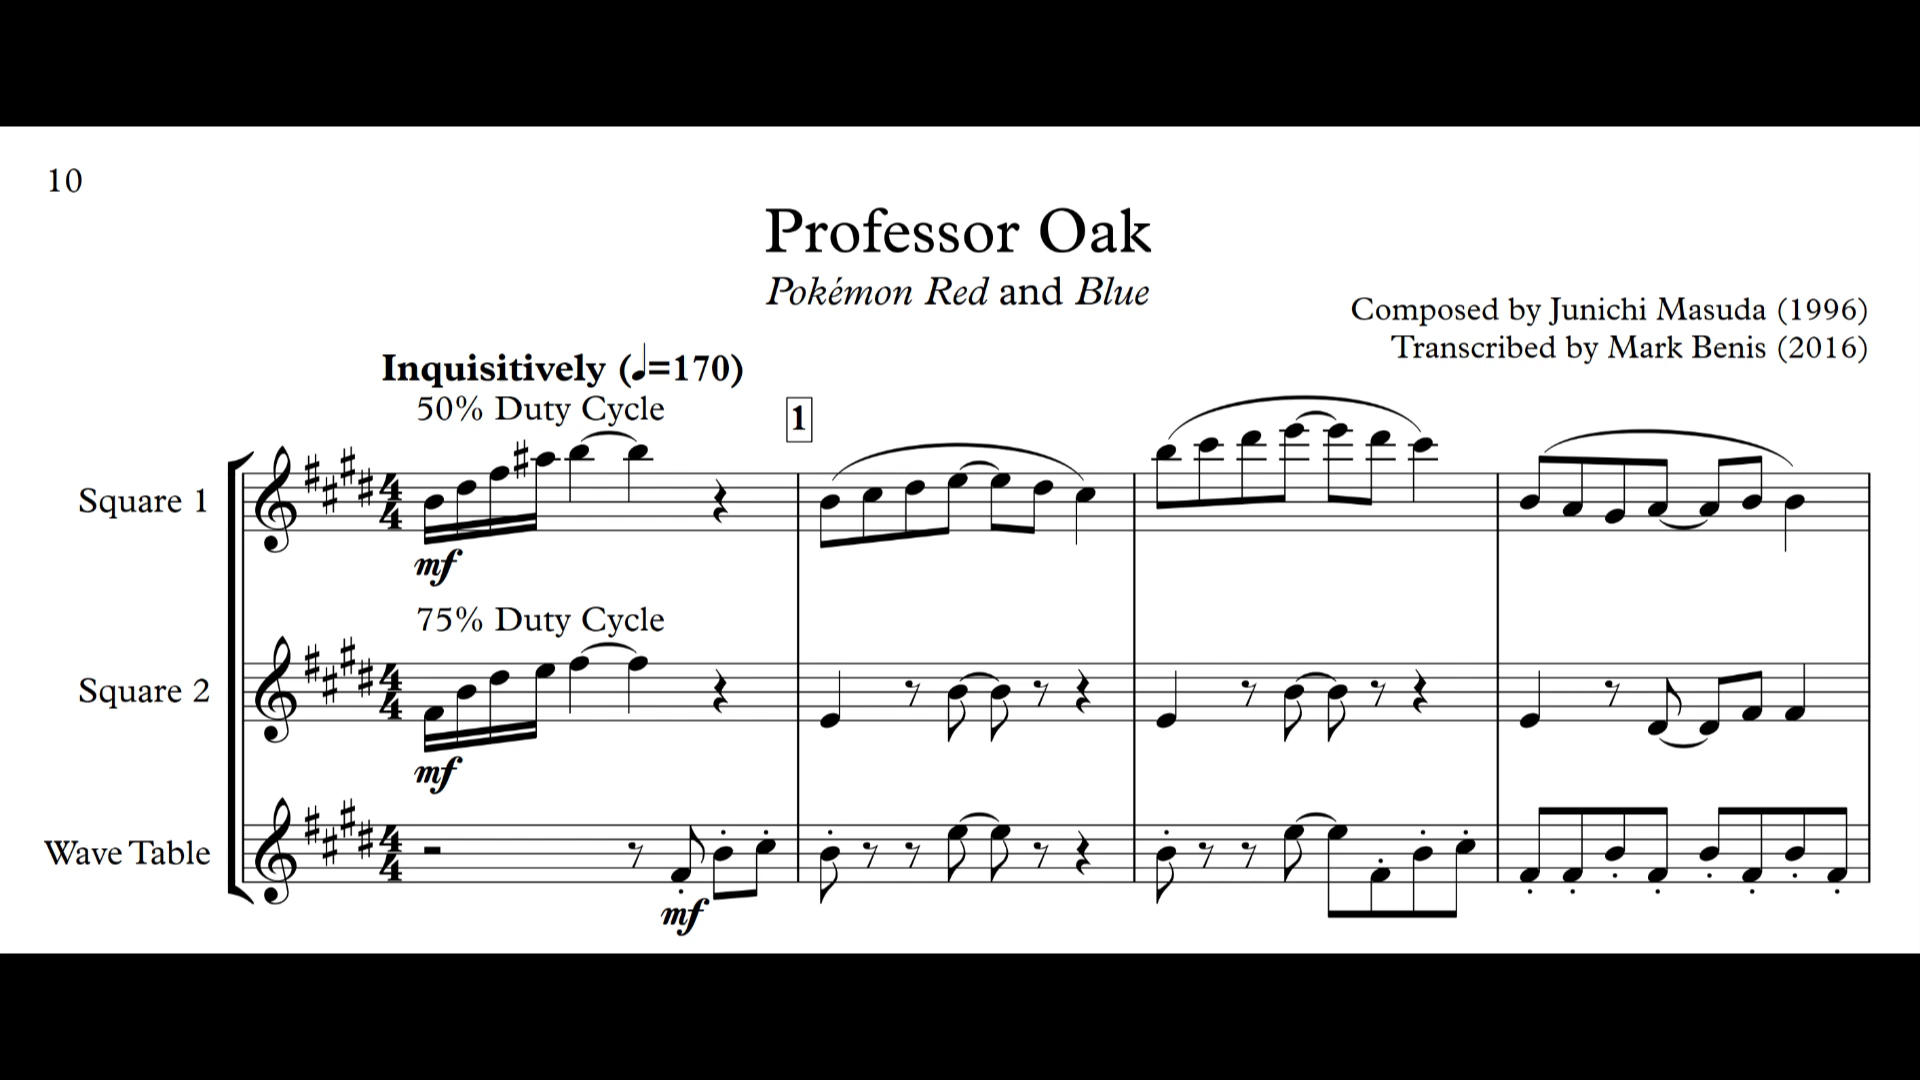 10
Professor Oak
Pokémon Red and Blue
Composed by Junichi Masuda (1996)
Transcribed by Mark Benis (2016)
Inquisitively (♩=170)
50% Duty Cycle
1
Square 1
mf
75% Duty Cycle
Square 2
mf
Wave Table
mf